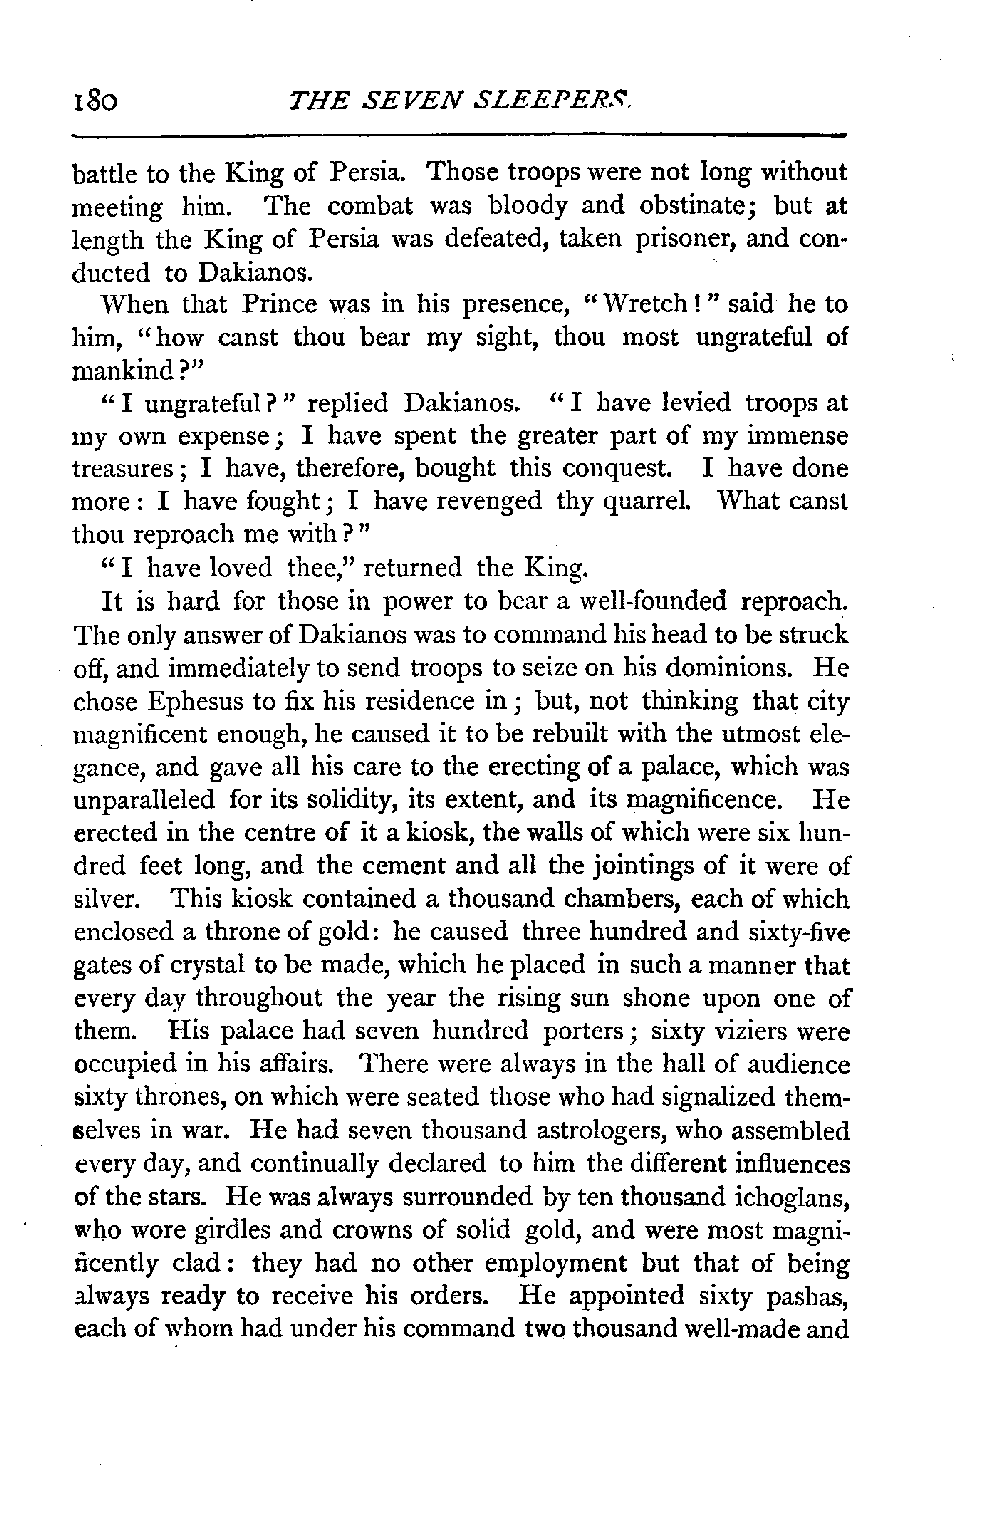 180 THE SEVEN SLEEPERS.
battle to the King of Persia. Those troops were not long without
meeting him. The combat was bloody and obstinate; but at
length the King of Persia was defeated, taken prisoner, and con-
ducted to Dakianos.
When that Prince was in his presence, "Wretch!" said he to
him, "how canst thou bear my sight, thou most ungrateful of
mankind?"
"I ungrateful?" replied Dakianos. "I have levied troops at
my own expense; I have spent the greater part of my immense
treasures; I have, therefore, bought this conquest. I have done
more: I have fought; I have revenged thy quarrel. What canst
thou reproach me with?"
"I have loved thee," returned the King.
It is hard for those in power to bear a well-founded reproach.
The only answer of Dakianos was to command his head to be struck
off, and immediately to send troops to seize on his dominions. He
chose Ephesus to fix his residence in; but, not thinking that city
magnificent enough, he caused it to be rebuilt with the utmost ele-
gance, and gave all his care to the erecting of a palace, which was
unparalleled for its solidity, its extent, and its magnificence. He
erected in the centre of it a kiosk, the walls of which were six hun-
dred feet long, and the cement and all the jointings of it were of
silver. This kiosk contained a thousand chambers, each of which
enclosed a throne of gold: he caused three hundred and sixty-five
gates of crystal to be made, which he placed in such a manner that
every day throughout the year the rising sun shone upon one of
them. His palace had seven hundred porters; sixty viziers were
occupied in his affairs. There were always in the hall of audience
sixty thrones, on which were seated those who had signalized them-
selves in war. He had seven thousand astrologers, who assembled
every day, and continually declared to him the different influences
of the stars. He was always surrounded by ten thousand ichoglans,
who wore girdles and crowns of solid gold, and were most magni-
ficently clad: they had no other employment but that of being
always ready to receive his orders. He appointed sixty pashas,
each of whom had under his command two thousand well-made and